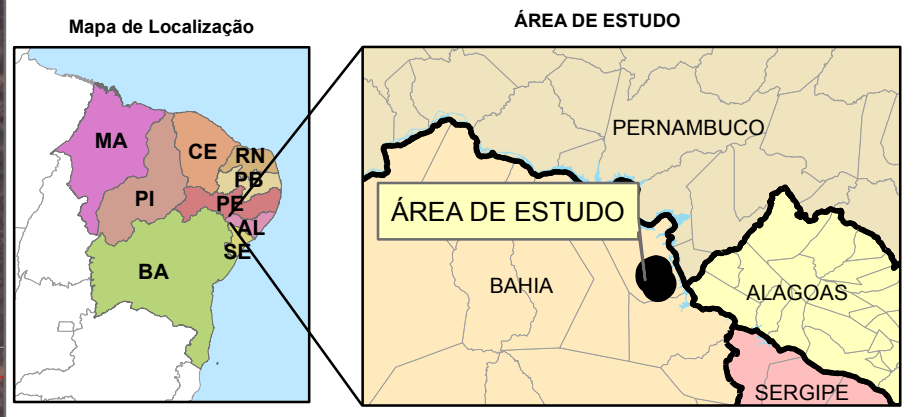 Mapa de Localização
ÁREA DE ESTUDO
MA
CE
RN
PB
PI
PE
AL
SE
BA
PERNAMBUCO
ÁREA DE ESTUDO
BAHIA
ALAGOAS
SERGIPE